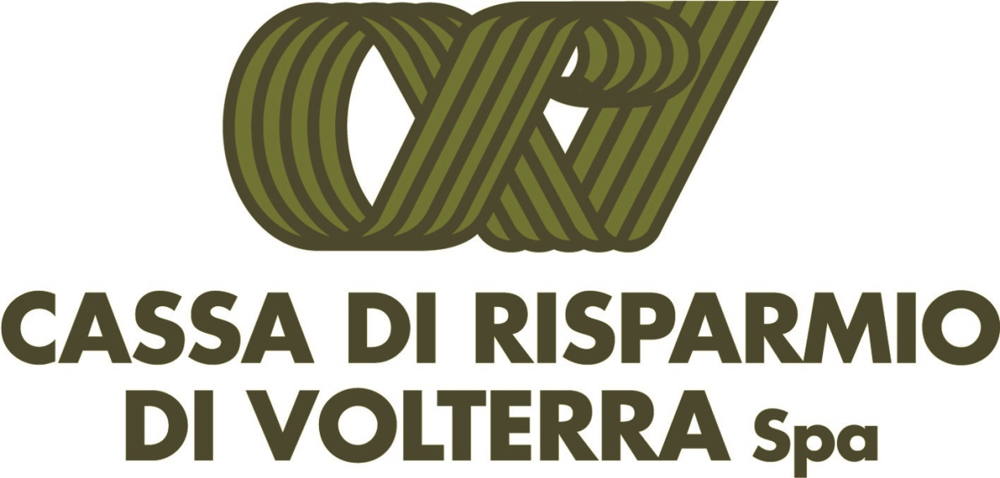 CASSA DI RISPARMIO
DI VOLTERRA Spa